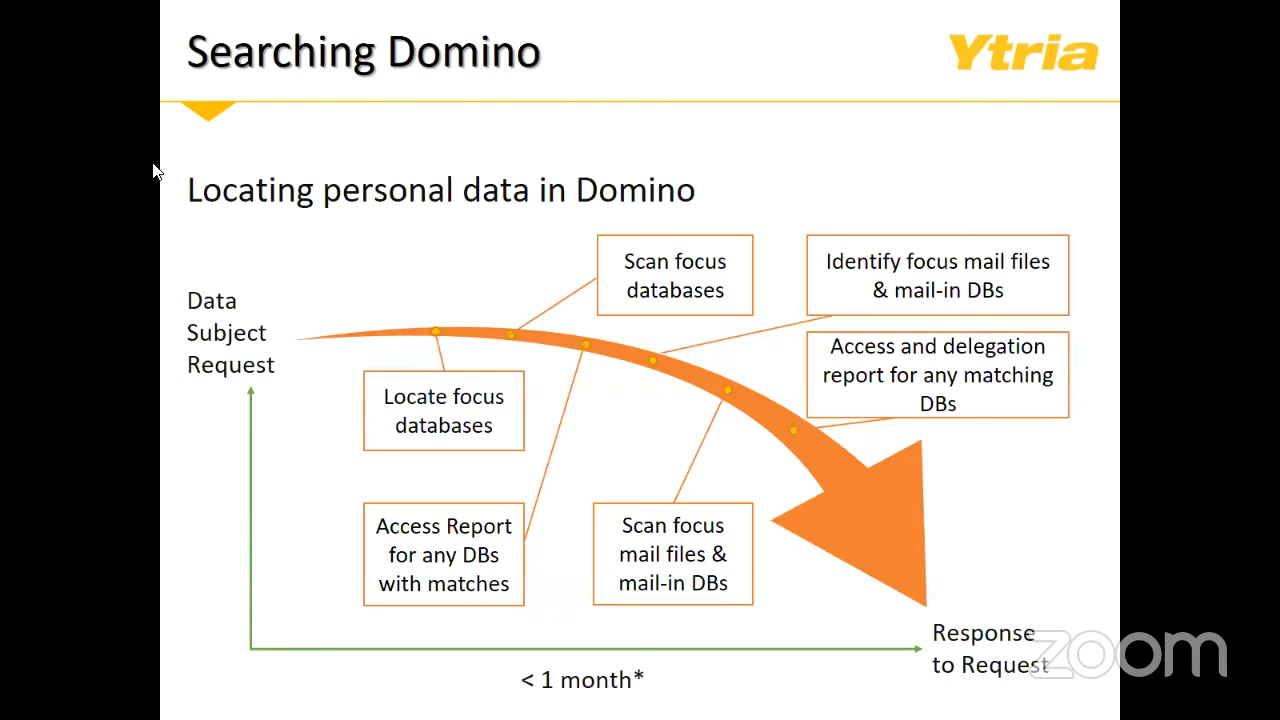 Searching Domino
Ytria
Locating personal data in Domino
Data
Subject
Request
Locate focus
databases
Scan focus
databases
Access Report
for any DBs
with matches
Identify focus mail files
& mail-in DBs
Scan focus
mail files &
mail-in DBs
Access and delegation
report for any matching
DBs
Response
to Request
< 1 month*
zoom